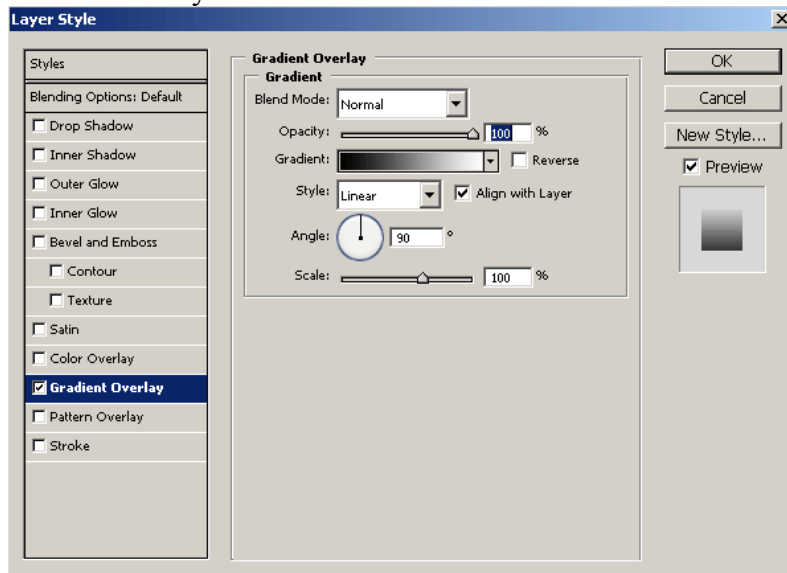 Layer Style
Styles
Blending Options: Default
Drop Shadow
Inner Shadow
Outer Glow
Inner Glow
Bevel and Emboss
Contour
Texture
Satin
Color Overlay
Gradient Overlay
Pattern Overlay
Stroke
Gradient Overlay
Gradient
Blend Mode: Normal
Opacity: 100 %
Gradient: Reverse
Style: Linear Align with Layer
Angle: 90 °
Scale: 100 %
OK
Cancel
New Style...
Preview